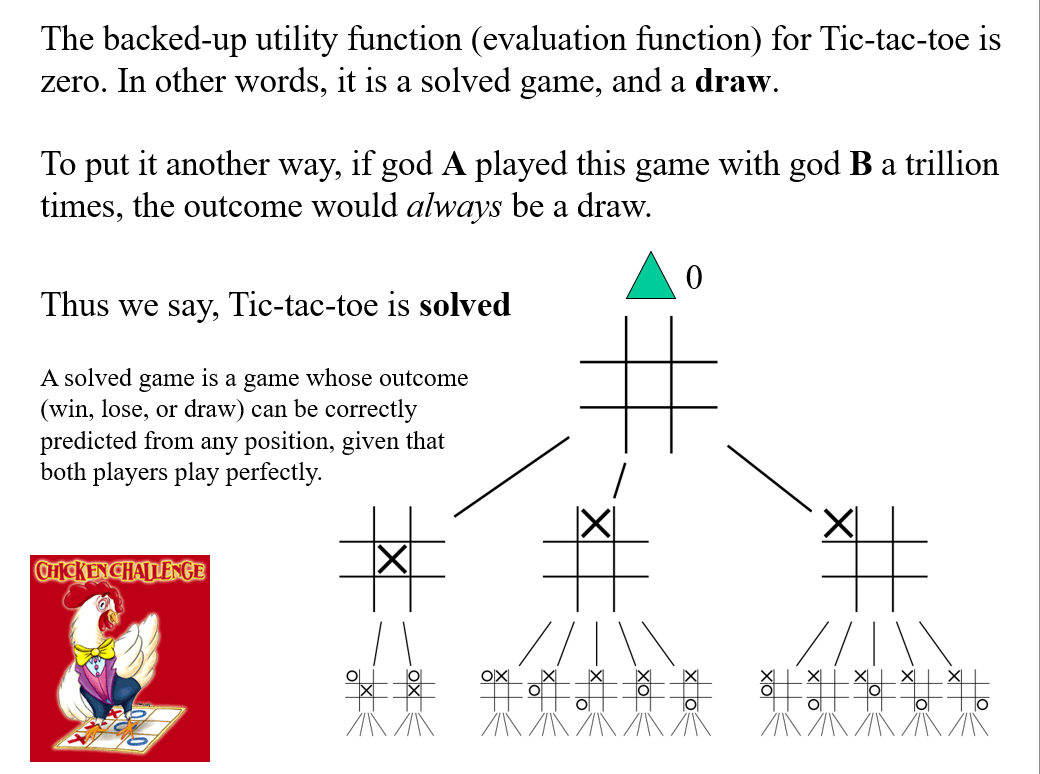 The backed-up utility function (evaluation function) for Tic-tac-toe is
zero. In other words, it is a solved game, and a draw.
To put it another way, if god A played this game with god B a trillion
times, the outcome would always be a draw.
0
Thus we say, Tic-tac-toe is solved
A solved game is a game whose outcome
(win, lose, or draw) can be correctly
predicted from any position, given that
both players play perfectly.
X X X
CHICKEN CHALLENGE
O O O X X X X X X X X X X
X X O O O O O O
O O O O O